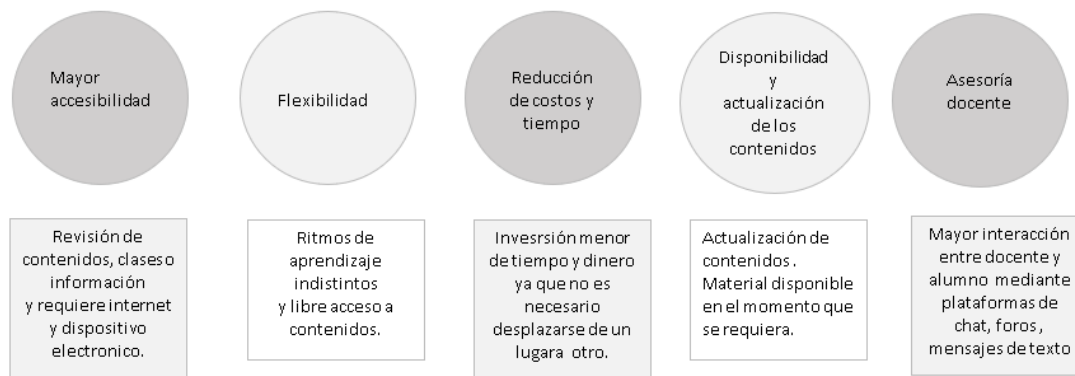 Mayor
accesibilidad
Flexibilidad
Reducción
de costos y
tiempo
Disponibilidad
y
actualización
de los
contenidos
Asesoría
docente
Revisión de
contenidos, claseso
información
y requiere internet
y dispositivo
electronico.
Ritmos de
aprendizaje
indistintos
y libre acceso a
contenidos.
Invesrsión menor
de tiempo y dinero
ya que no es
necesario
desplazarse de un
lugara otro.
Actualización de
contenidos.
Material disponible
en el momento que
se requiera.
Mayor interacción
entre docente y
alumno mediante
plataformas de
chat, foros,
mensajes de texto